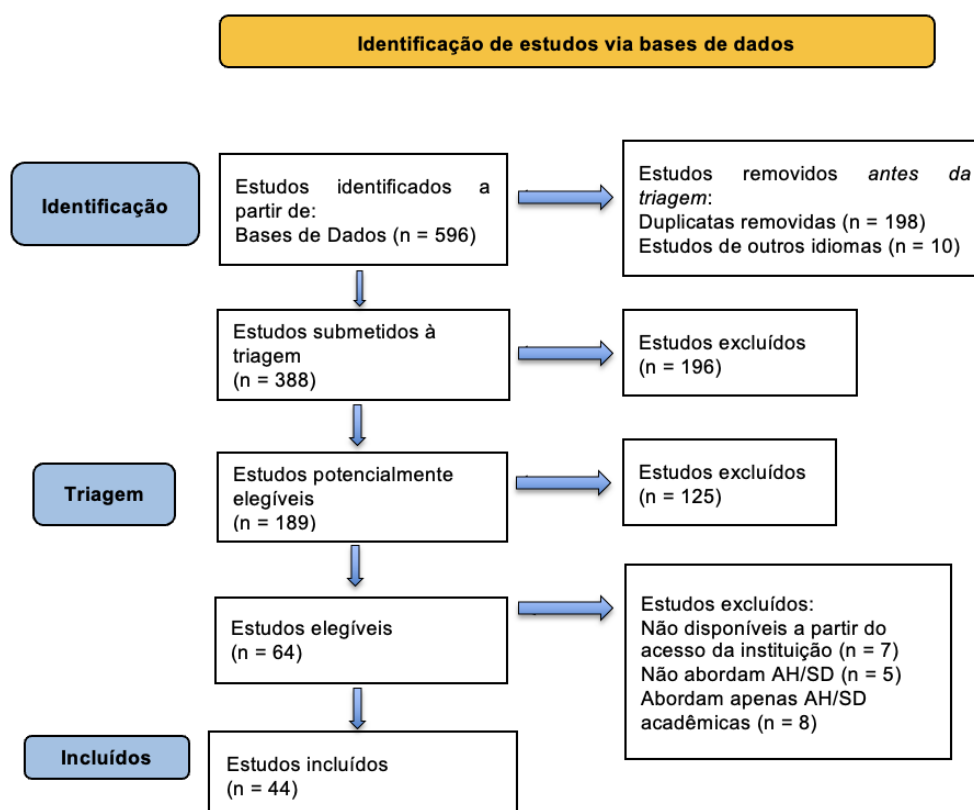 Identificação de estudos via bases de dados
Identificação
Estudos identificados a
partir de:
Bases de Dados (n = 596)
Estudos removidos antes da
triagem:
Duplicatas removidas (n = 198)
Estudos de outros idiomas (n = 10)
Estudos submetidos à
triagem
(n = 388)
Estudos excluídos
(n = 196)
Triagem
Estudos potencialmente
elegíveis
(n = 189)
Estudos excluídos
(n = 125)
Estudos elegíveis
(n = 64)
Estudos excluídos:
Não disponíveis a partir do
acesso da instituição (n = 7)
Não abordam AH/SD (n = 5)
Abordam apenas AH/SD
acadêmicas (n = 8)
Incluídos
Estudos incluídos
(n = 44)